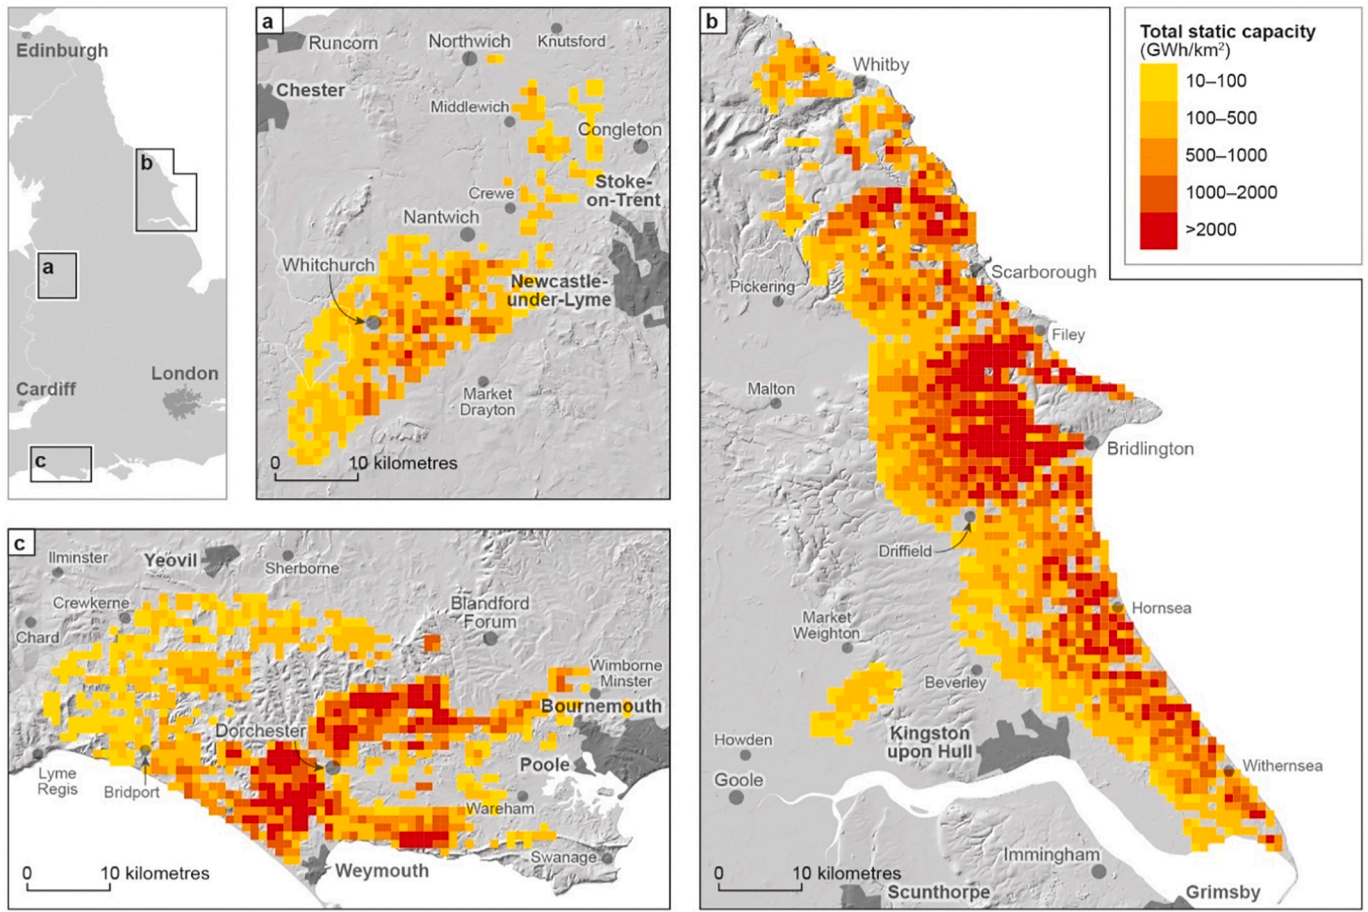 Edinburgh
b
a
Cardiff
London
c
a
Runcorn
Northwich
Knutsford
Chester
Middlewich
Congleton
Crewe
Stoke-
on-Trent
Nantwich
Whitchurch
Newcastle-
under-Lyme
Market
Drayton
0
10 kilometres
b
Whitby
Scarborough
Pickering
Filey
Malton
Bridlington
Driffield
Hornsea
Market
Weighton
Beverley
Kingston
upon Hull
Howden
Goole
Withernsea
Immingham
0
10 kilometres
Scunthorpe
Grimsby
Total static capacity
(GWh/km²)
10–100
100–500
500–1000
1000–2000
>2000
c
Ilminster
Yeovil
Sherborne
Crewkerne
Chard
Blandford
Forum
Wimborne
Minster
Bournemouth
Dorchester
Poole
Lyme
Regis
Bridport
Wareham
Swanage
Weymouth
0
10 kilometres